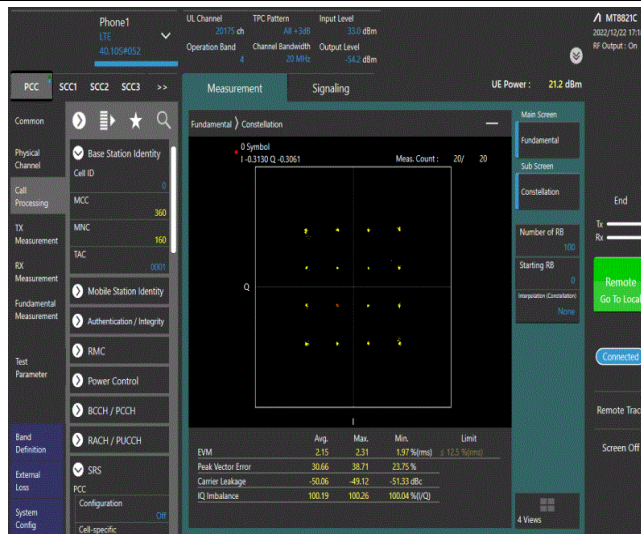 Phone1
LTE
40.105#052
UL Channel 20175 ch
TPC Pattern All +3dB
Input Level 33.0 dBm
Operation Band 4
Channel Bandwidth 20 MHz
Output Level -54.2 dBm
MT8821C
2022/12/22 17:18
RF Output : On
PCC SCC1 SCC2 SCC3 >>
Measurement
Signaling
UE Power : 21.2 dBm
Common
Physical
Channel
Call
Processing
TX
Measurement
RX
Measurement
Fundamental
Measurement
Test
Parameter
Band
Definition
External
Loss
System
Config
Base Station Identity
Cell ID
0
MCC
360
MNC
160
TAC
0001
Mobile Station Identity
Authentication / Integrity
RMC
Power Control
BCCH / PCCH
RACH / PUCCH
SRS
PCC
Configuration
Off
Cell-specific
Fundamental 〉 Constellation
0 Symbol
I -0.3130 Q -0.3061
Meas. Count : 20/ 20
Q
I
Avg. Max. Min. Limit
EVM 2.15 2.31 1.97 %(rms) ≤ 12.5 %(rms)
Peak Vector Error 30.66 38.71 23.75 %
Carrier Leakage -50.06 -49.12 -51.33 dBc
IQ Imbalance 100.19 100.26 100.04 %(I/Q)
Main Screen
Fundamental
Sub Screen
Constellation
Number of RB
100
Starting RB
0
Interpolation (Constellation)
None
4 Views
End
Tx
Rx
Remote
Go To Local
Connected
Remote Trac
Screen Off